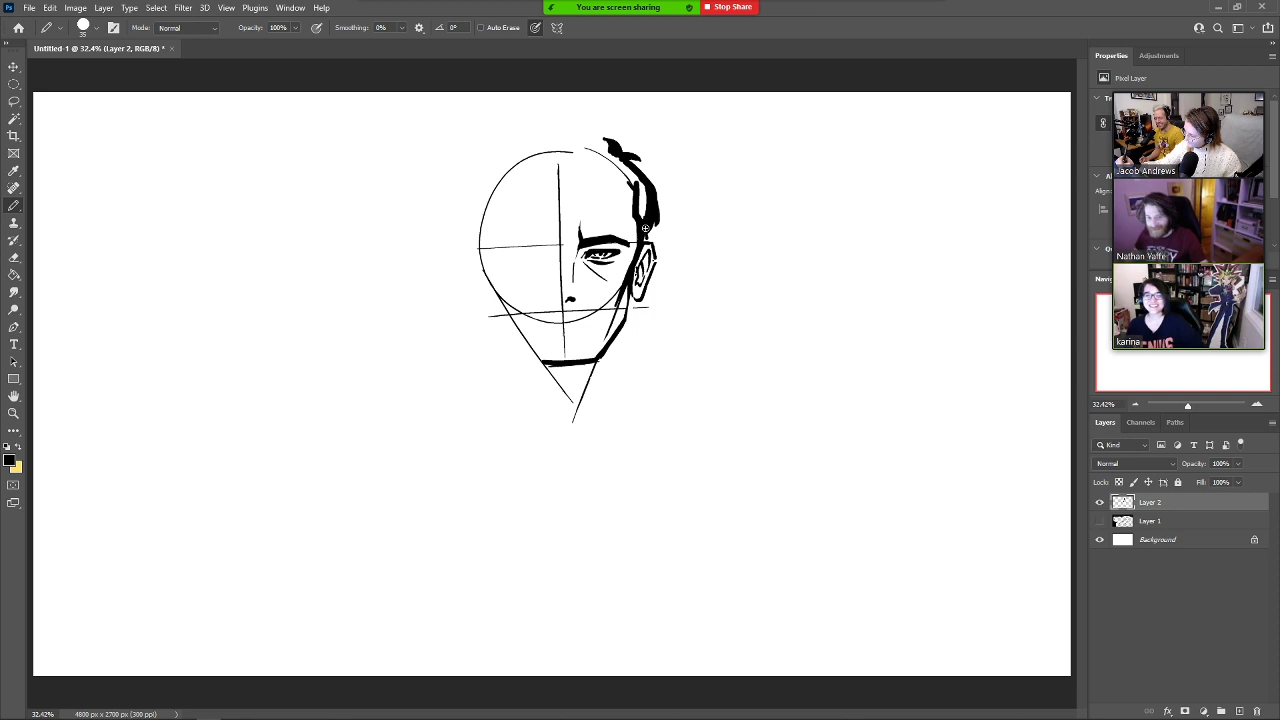 You are screen sharing
Stop Share
Ps
File Edit Image Layer Type Select Filter 3D View Plugins Window Help
35
Mode: Normal
Opacity: 100%
Smoothing: 0%
0°
Auto Erase
Untitled-1 @ 32.4% (Layer 2, RGB/8) *
Properties Adjustments
Pixel Layer
Jacob Andrews
Nathan Yaffe
karina
32.42%
Layers Channels Paths
Kind
Normal
Opacity: 100%
Lock:
Fill: 100%
Layer 2
Layer 1
Background
32.42%
4800 px x 2700 px (300 ppi)